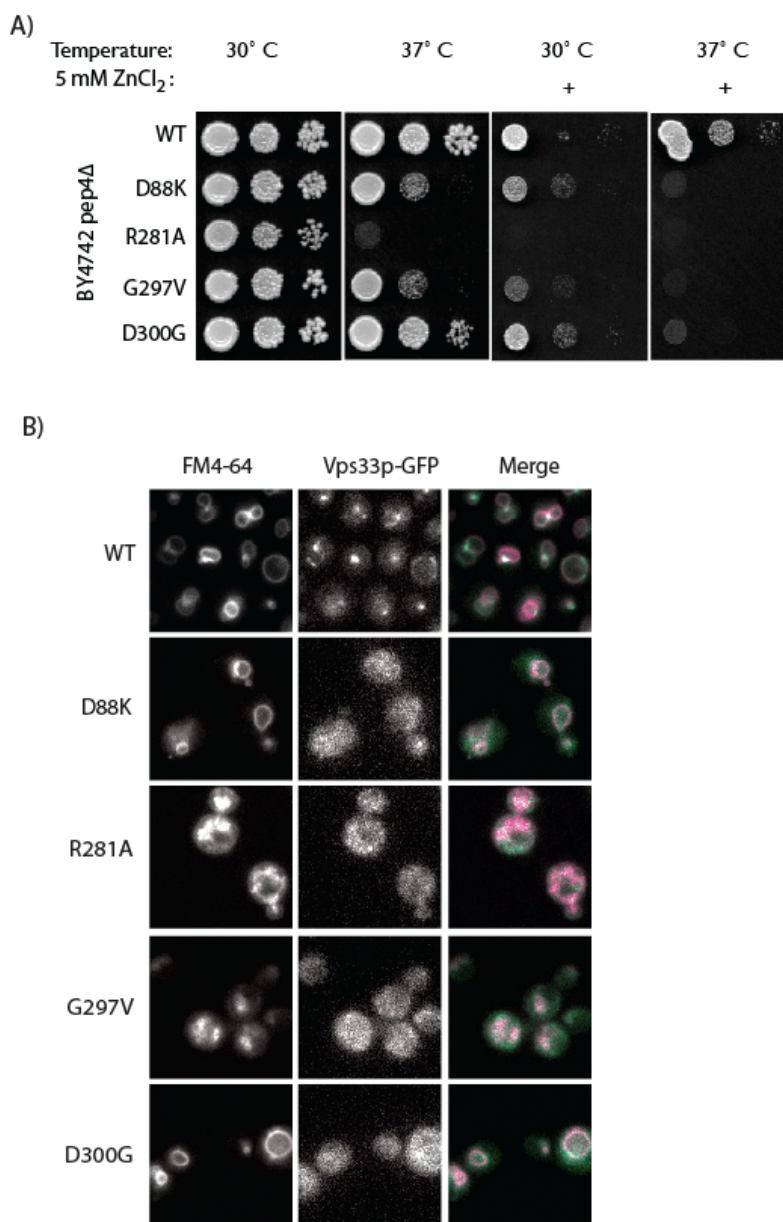 A)
Temperature: 30° C 37° C 30° C 37° C
5 mM ZnCl₂ : + +
BY4742 pep4Δ
WT
D88K
R281A
G297V
D300G
B)
FM4-64 Vps33p-GFP Merge
WT
D88K
R281A
G297V
D300G